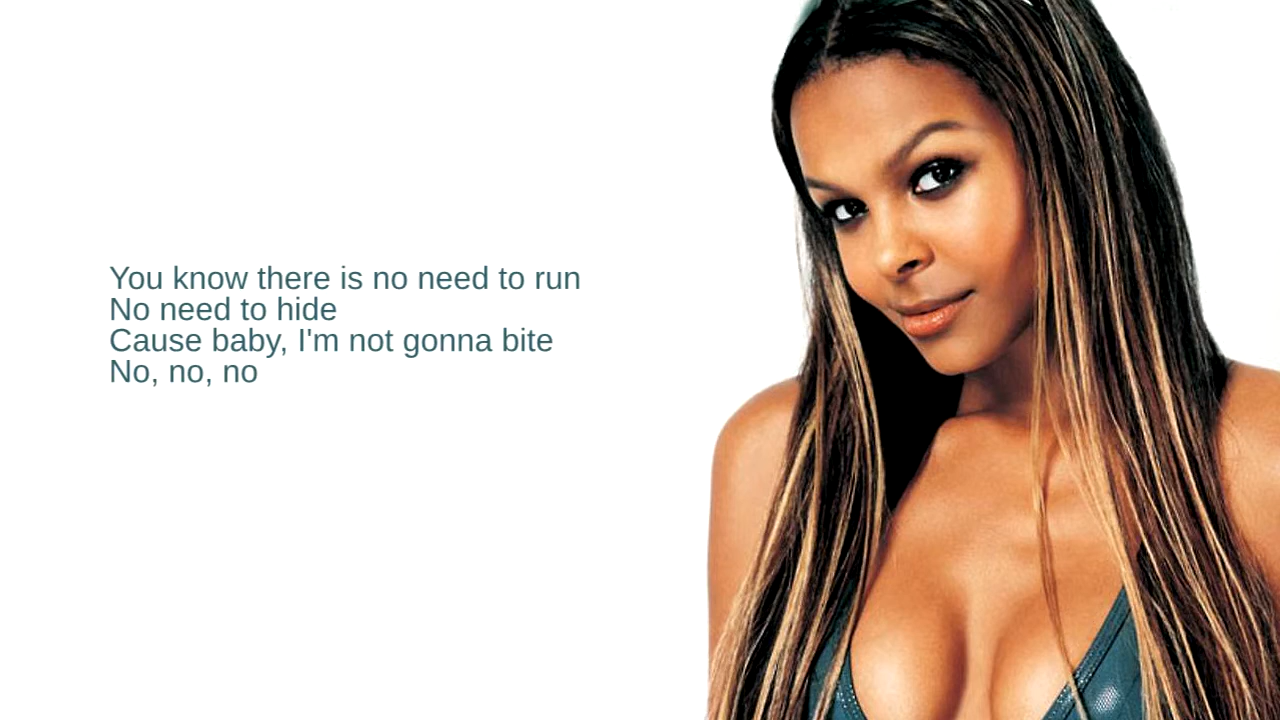 You know there is no need to run
No need to hide
Cause baby, I'm not gonna bite
No, no, no